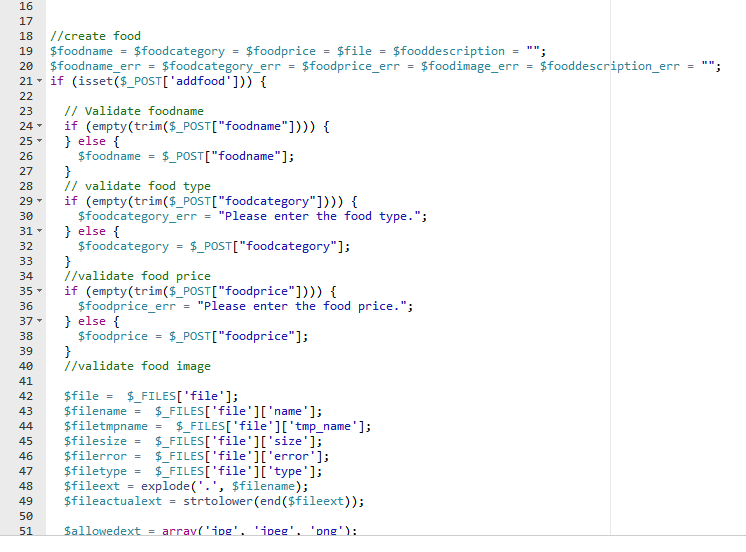 16
17
18 //create food
19 $foodname = $foodcategory = $foodprice = $file = $fooddescription = "";
20 $foodname_err = $foodcategory_err = $foodprice_err = $foodimage_err = $fooddescription_err = "";
21 if (isset($_POST['addfood'])) {
22
23 // Validate foodname
24 if (empty(trim($_POST["foodname"]))) {
25 } else {
26 $foodname = $_POST["foodname"];
27 }
28 // validate food type
29 if (empty(trim($_POST["foodcategory"]))) {
30 $foodcategory_err = "Please enter the food type.";
31 } else {
32 $foodcategory = $_POST["foodcategory"];
33 }
34 //validate food price
35 if (empty(trim($_POST["foodprice"]))) {
36 $foodprice_err = "Please enter the food price.";
37 } else {
38 $foodprice = $_POST["foodprice"];
39 }
40 //validate food image
41
42 $file = $_FILES['file'];
43 $filename = $_FILES['file']['name'];
44 $filetmpname = $_FILES['file']['tmp_name'];
45 $filesize = $_FILES['file']['size'];
46 $filerror = $_FILES['file']['error'];
47 $filetype = $_FILES['file']['type'];
48 $fileext = explode('.', $filename);
49 $fileactualext = strtolower(end($fileext));
50
51 $allowedext = array('jpg', 'jpeg', 'png');